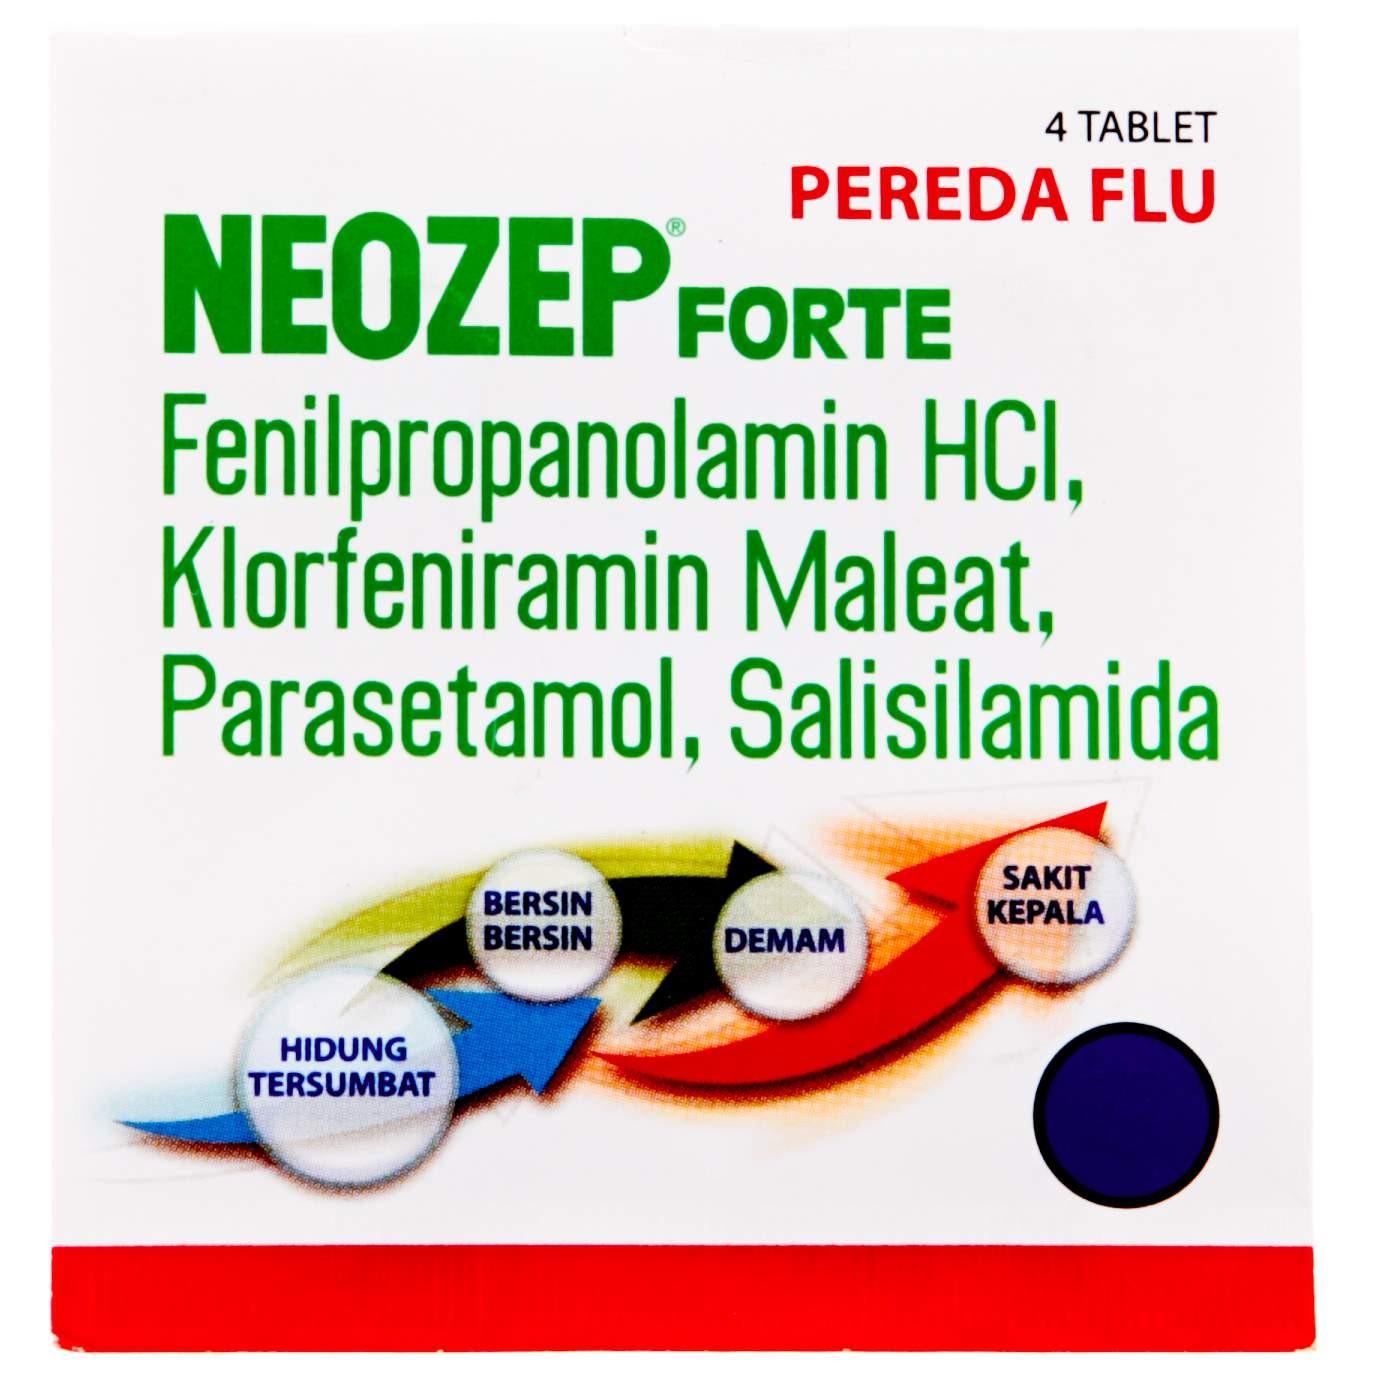 4 TABLET
PEREDA FLU
NEOZEP® FORTE
Fenilpropanolamin HCl,
Klorfeniramin Maleat,
Parasetamol, Salisilamida
HIDUNG
TERSUMBAT
BERSIN
BERSIN
DEMAM
SAKIT
KEPALA